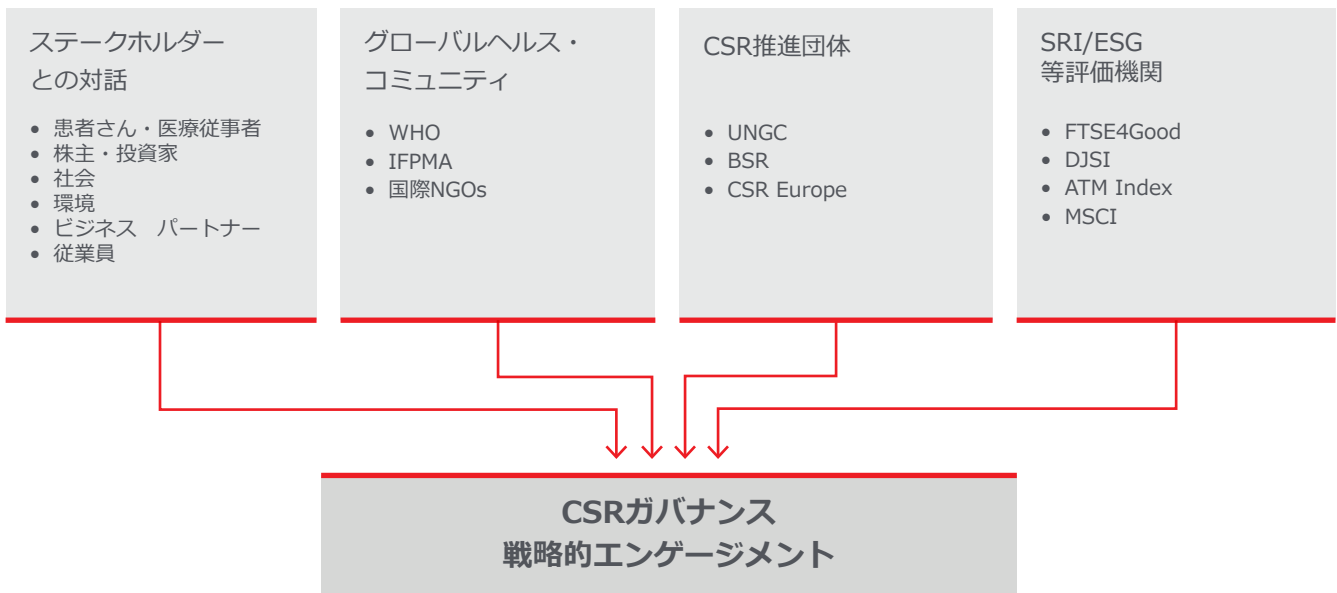 ステークホルダー
との対話
• 患者さん・医療従事者
• 株主・投資家
• 社会
• 環境
• ビジネス　パートナー
• 従業員
グローバルヘルス・
コミュニティ
• WHO
• IFPMA
• 国際NGOs
CSR推進団体
• UNGC
• BSR
• CSR Europe
SRI/ESG
等評価機関
• FTSE4Good
• DJSI
• ATM Index
• MSCI
CSRガバナンス
戦略的エンゲージメント